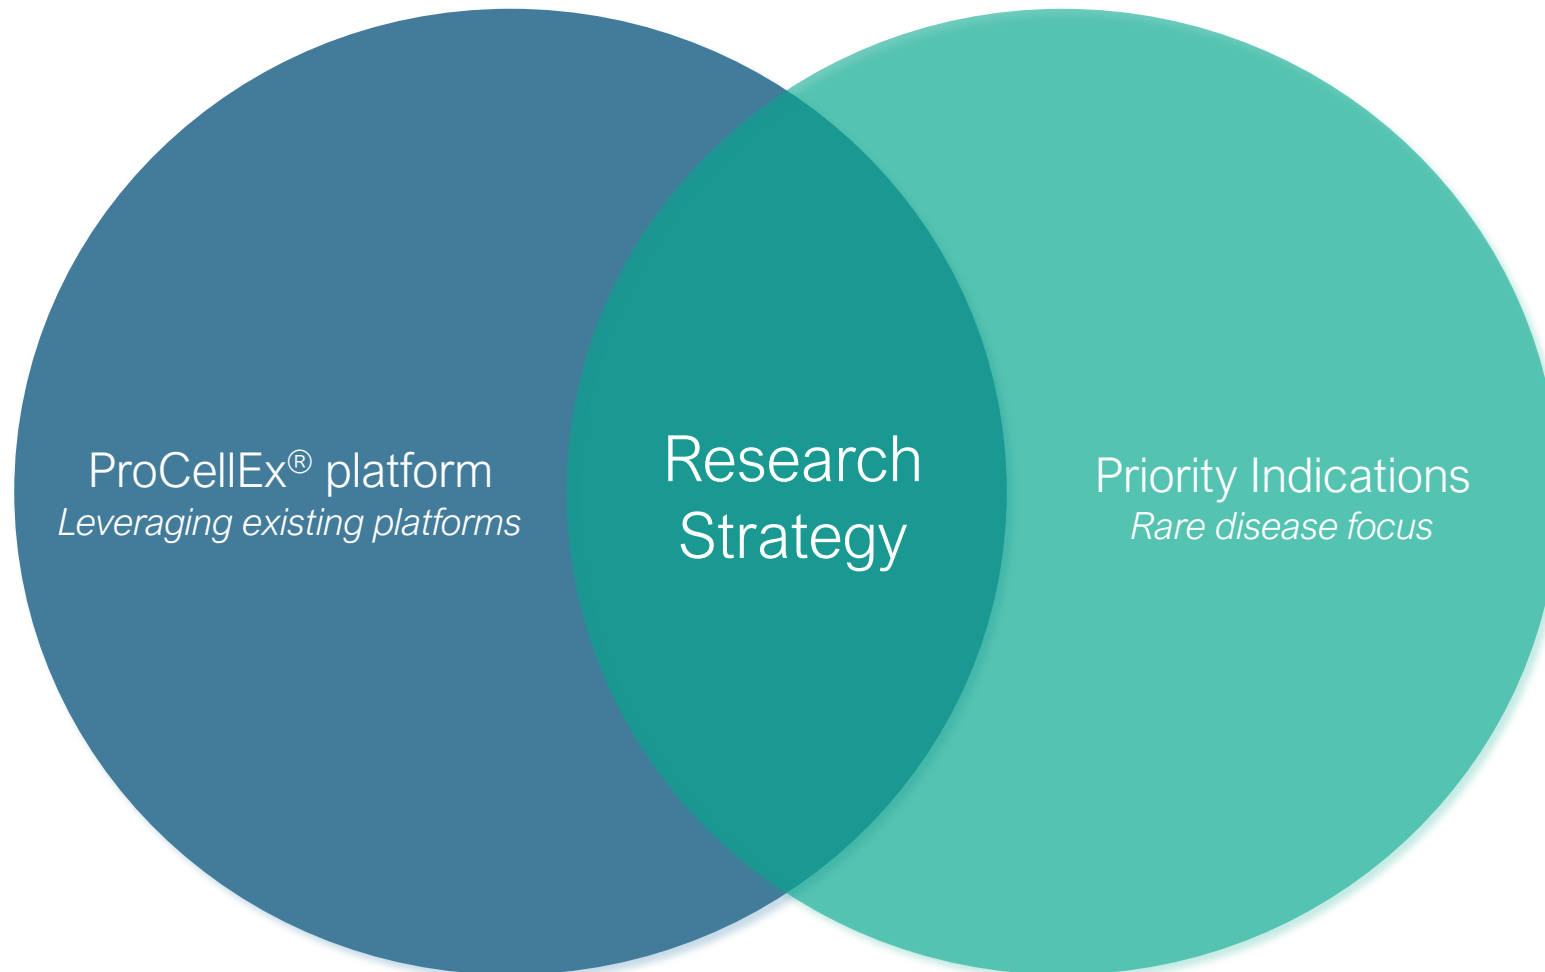 ProCellEx® platform
Leveraging existing platforms
Research
Strategy
Priority Indications
Rare disease focus